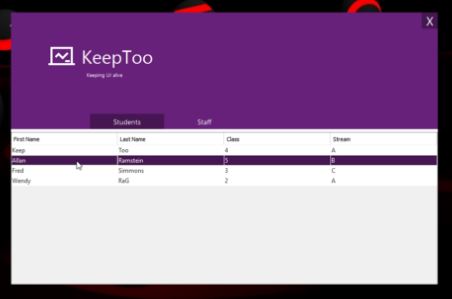 X
KeepToo
Keeping UI alive
Students Staff
First Name Last Name Class Stream
Keep Too 4 A
Allan Ramstein 5 B
Fred Simmons 3 C
Wendy RaG 2 A